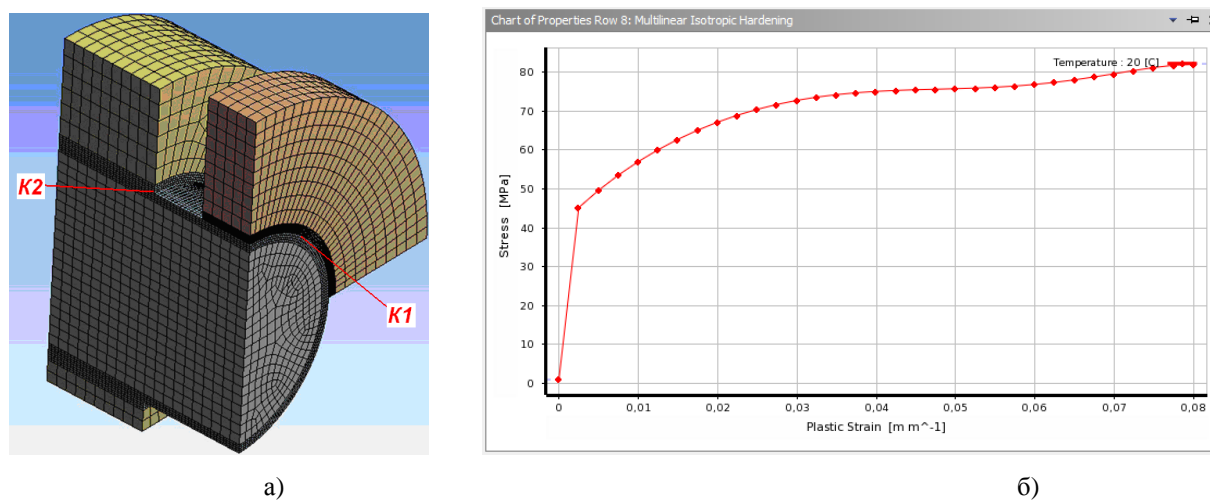 Chart of Properties Row 8: Multilinear Isotropic Hardening
Temperature : 20 [C]
80
70
60
50
40
30
20
10
0
Stress [MPa]
0
0,01
0,02
0,03
0,04
0,05
0,06
0,07
0,08
Plastic Strain [m m^-1]
К2
К1
а)
б)